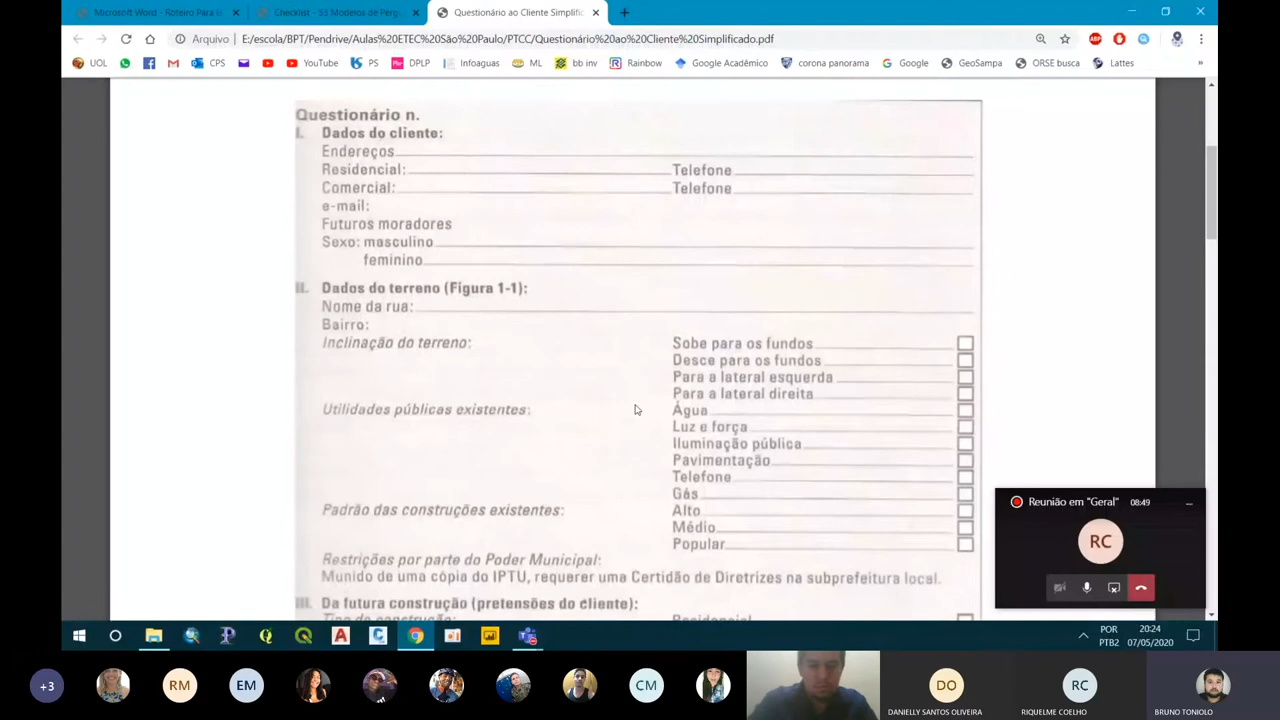 Microsoft Word - Roteiro Para
Checklist - S3 Modelos de Perg
Questionário ao Cliente Simplific
Arquivo
E:/escola/BPT/Pendrive/Aulas%20ETEC%20São%20Paulo/PTCC/Questionário%20ao%20Cliente%20Simplificado.pdf
UOL CPS YouTube PS DPLP Infoaguas ML bb inv Rainbow Google Acadêmico corona panorama Google GeoSampa ORSE busca Lattes
Questionário n.
I. Dados do cliente:
Endereços
Residencial: Telefone
Comercial: Telefone
e-mail:
Futuros moradores
Sexo: masculino
feminino
II. Dados do terreno (Figura 1-1):
Nome da rua:
Bairro:
Inclinação do terreno: Sobe para os fundos
Desce para os fundos
Para a lateral esquerda
Para a lateral direita
Utilidades públicas existentes: Água
Luz e força
Iluminação pública
Pavimentação
Telefone
Gás
Padrão das construções existentes: Alto
Médio
Popular
Restrições por parte do Poder Municipal:
Munido de uma cópia do IPTU, requerer uma Certidão de Diretrizes na subprefeitura local.
III. Da futura construção (pretensões do cliente):
Tipo de construção: Residencial
Reunião em "Geral" 08:49
RC
POR
PTB2
20:24
07/05/2020
+3
RM
EM
CM
DO
DANIELLY SANTOS OLIVEIRA
RC
RIQUELME COELHO
BRUNO TONIOLO